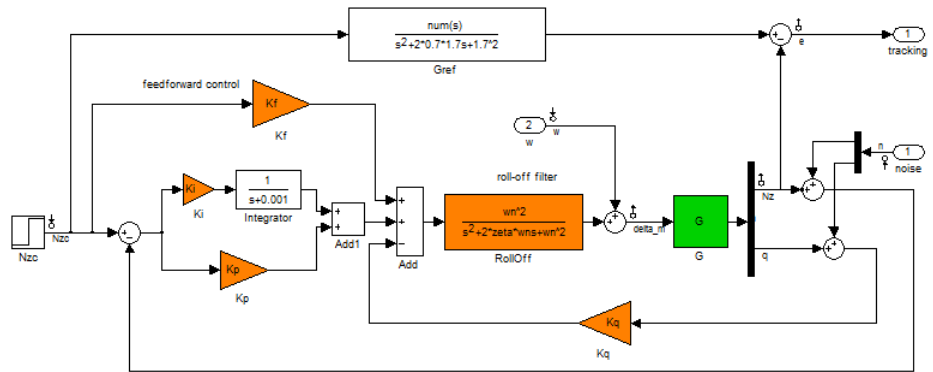 num(s)
s²+2*0.7*1.7s+1.7^2
Gref
+
-
e
1
tracking
feedforward control
Kf
Kf
2
w
w
n
1
noise
roll-off filter
Nz
Ki
Ki
1
s+0.001
Integrator
+
+
Add1
+
+
-
Add
wn^2
s²+2*zeta*wns+wn^2
RollOff
+
+
delta_m
G
G
+
+
Nzc
Nzc
+
-
Kp
Kp
q
+
+
Kq
Kq